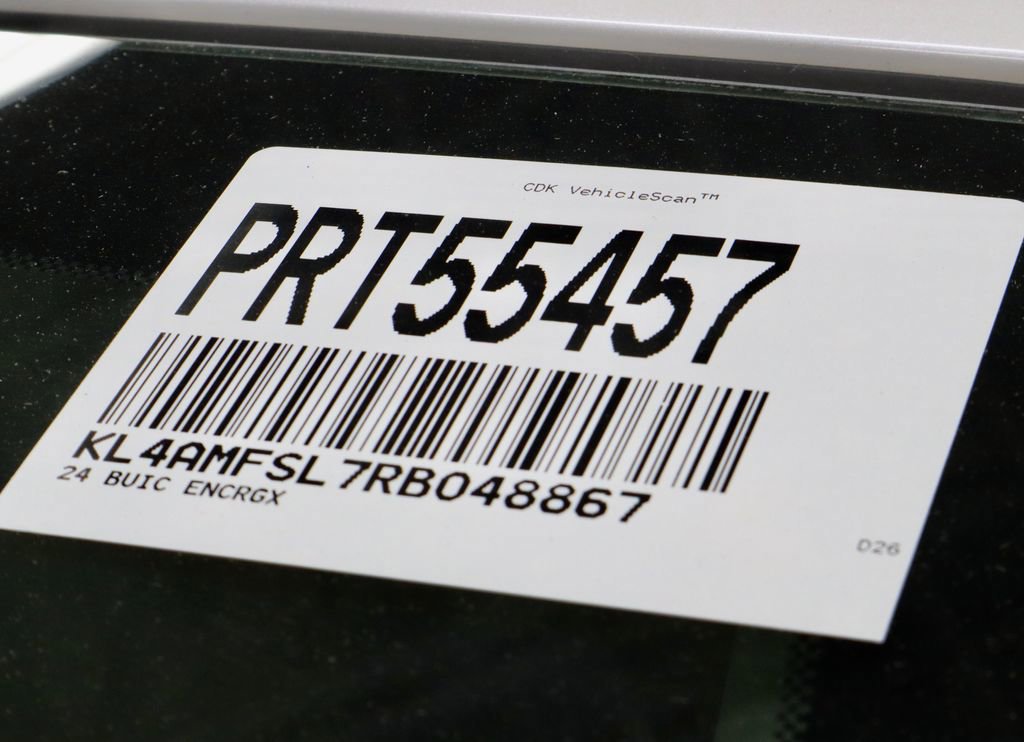 CDK VehicleScan™
PRT55457
KL4AMFSL7RB048867
24 BUIC ENCRGX
D26